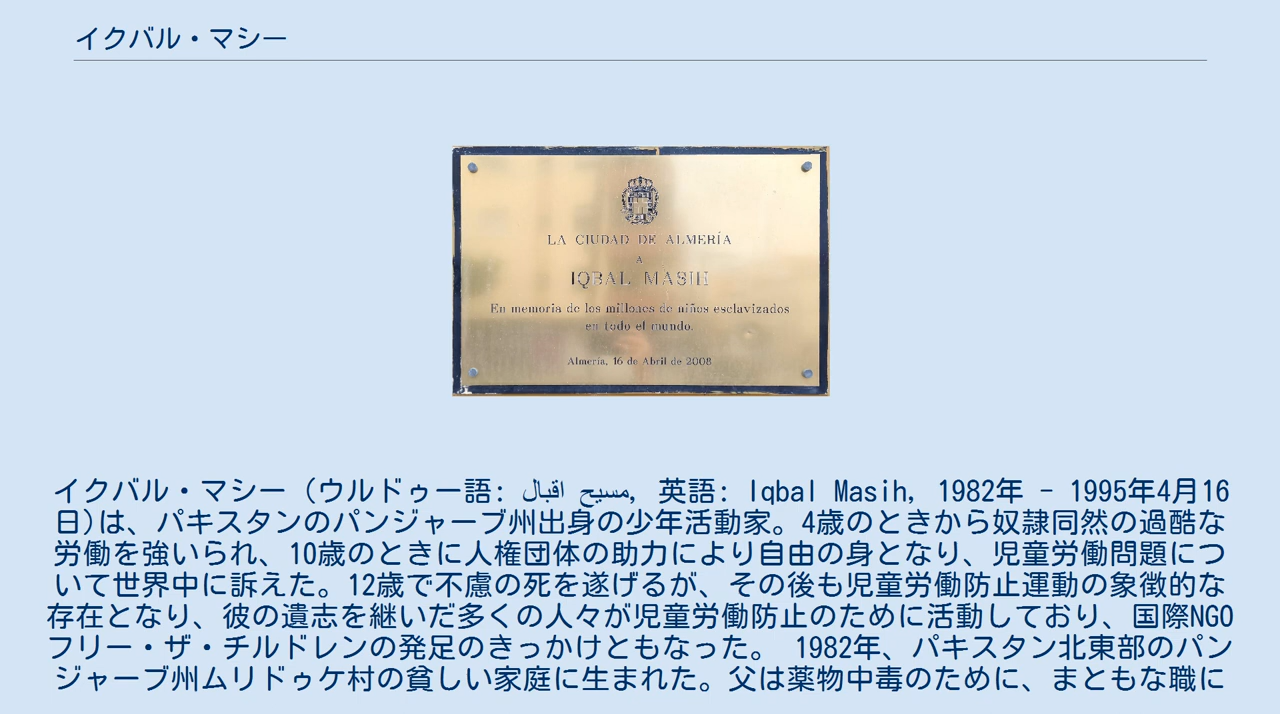 イクバル・マシー
LA CIUDAD DE ALMERÍA
A
IQBAL MASIH
En memoria de los millones de niños esclavizados
en todo el mundo.
Almería, 16 de Abril de 2008
イクバル・マシー（ウルドゥー語: مسیح اقبال, 英語: Iqbal Masih, 1982年 - 1995年4月16
日)は、パキスタンのパンジャーブ州出身の少年活動家。4歳のときから奴隷同然の過酷な
労働を強いられ、10歳のときに人権団体の助力により自由の身となり、児童労働問題につ
いて世界中に訴えた。12歳で不慮の死を遂げるが、その後も児童労働防止運動の象徴的な
存在となり、彼の遺志を継いだ多くの人々が児童労働防止のために活動しており、国際NGO
フリー・ザ・チルドレンの発足のきっかけともなった。 1982年、パキスタン北東部のパン
ジャーブ州ムリドゥケ村の貧しい家庭に生まれた。父は薬物中毒のために、まともな職に